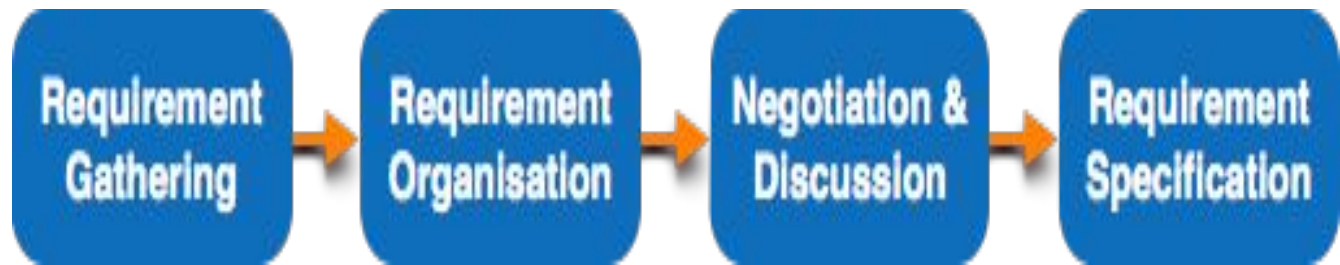 Requirement
Gathering
Requirement
Organisation
Negotiation &
Discussion
Requirement
Specification